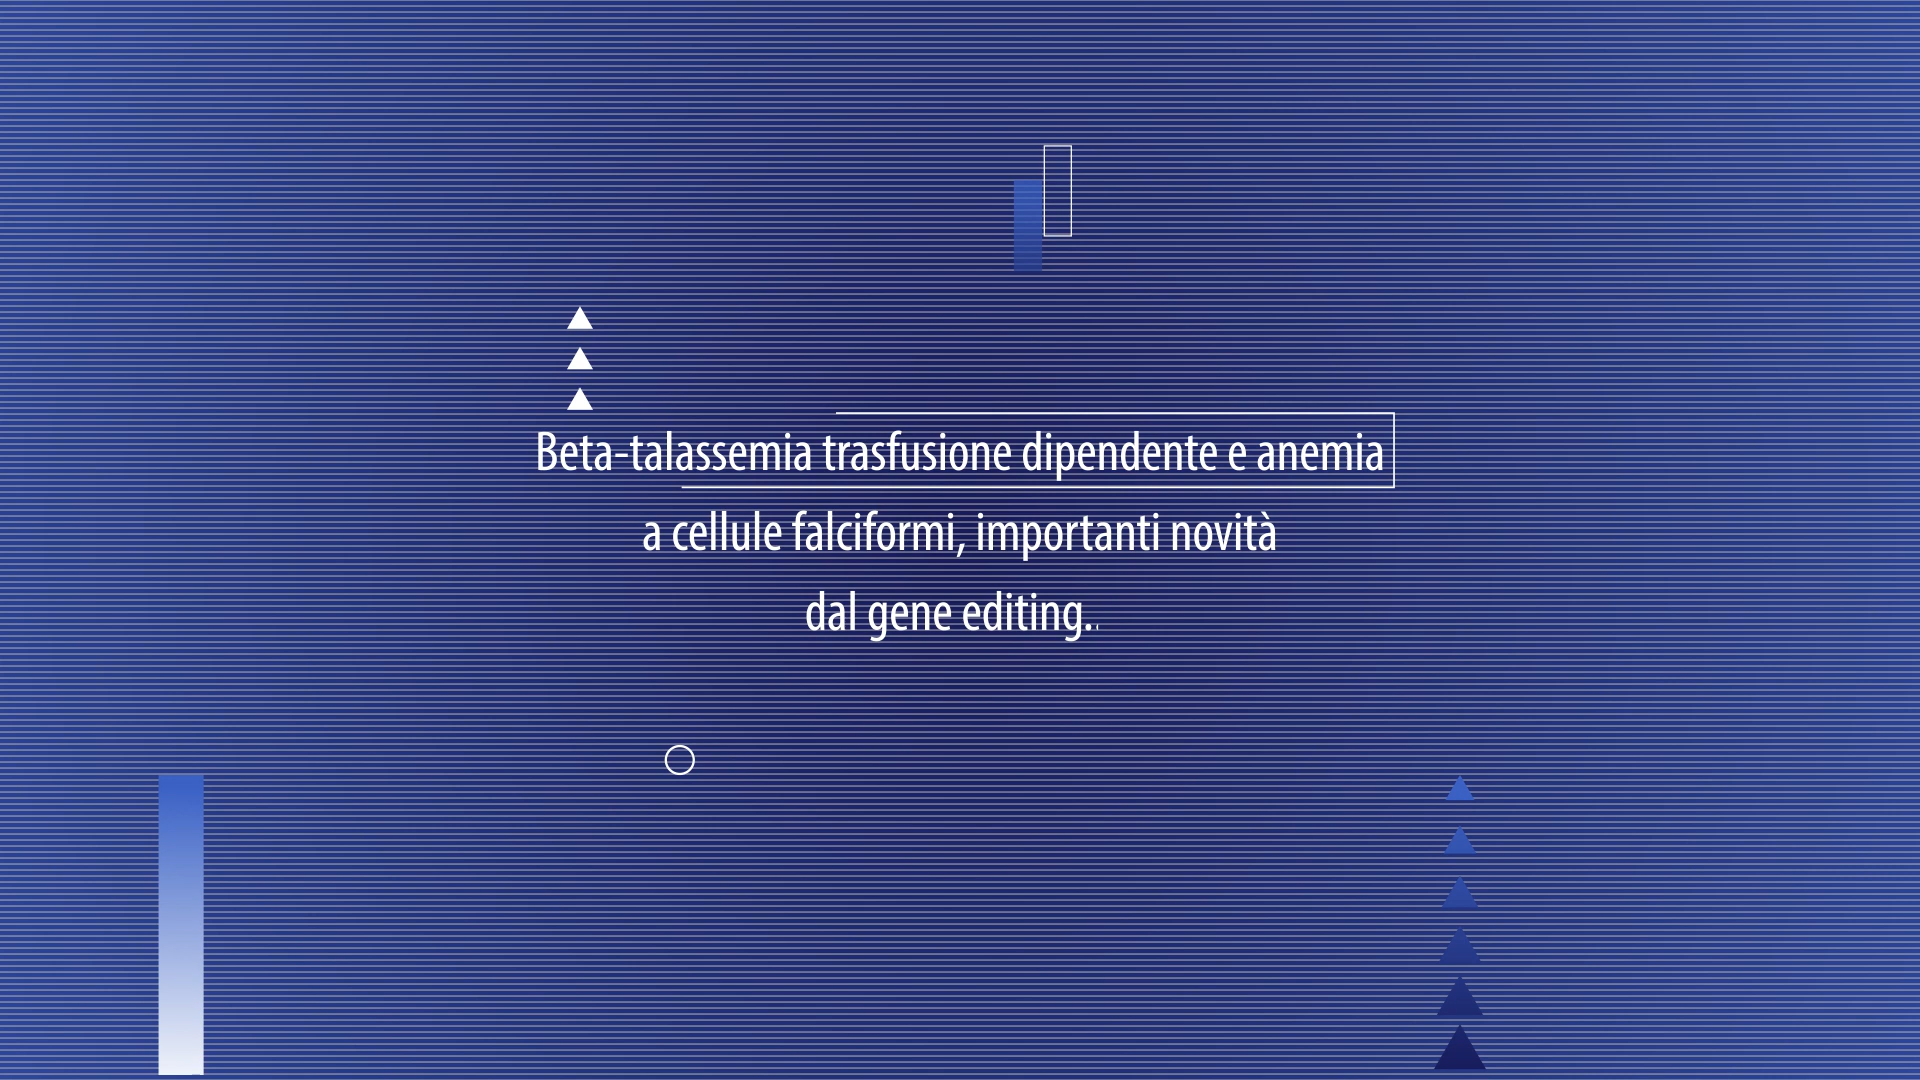 Beta-talassemia trasfusione dipendente e anemia
a cellule falciformi, importanti novità
dal gene editing.